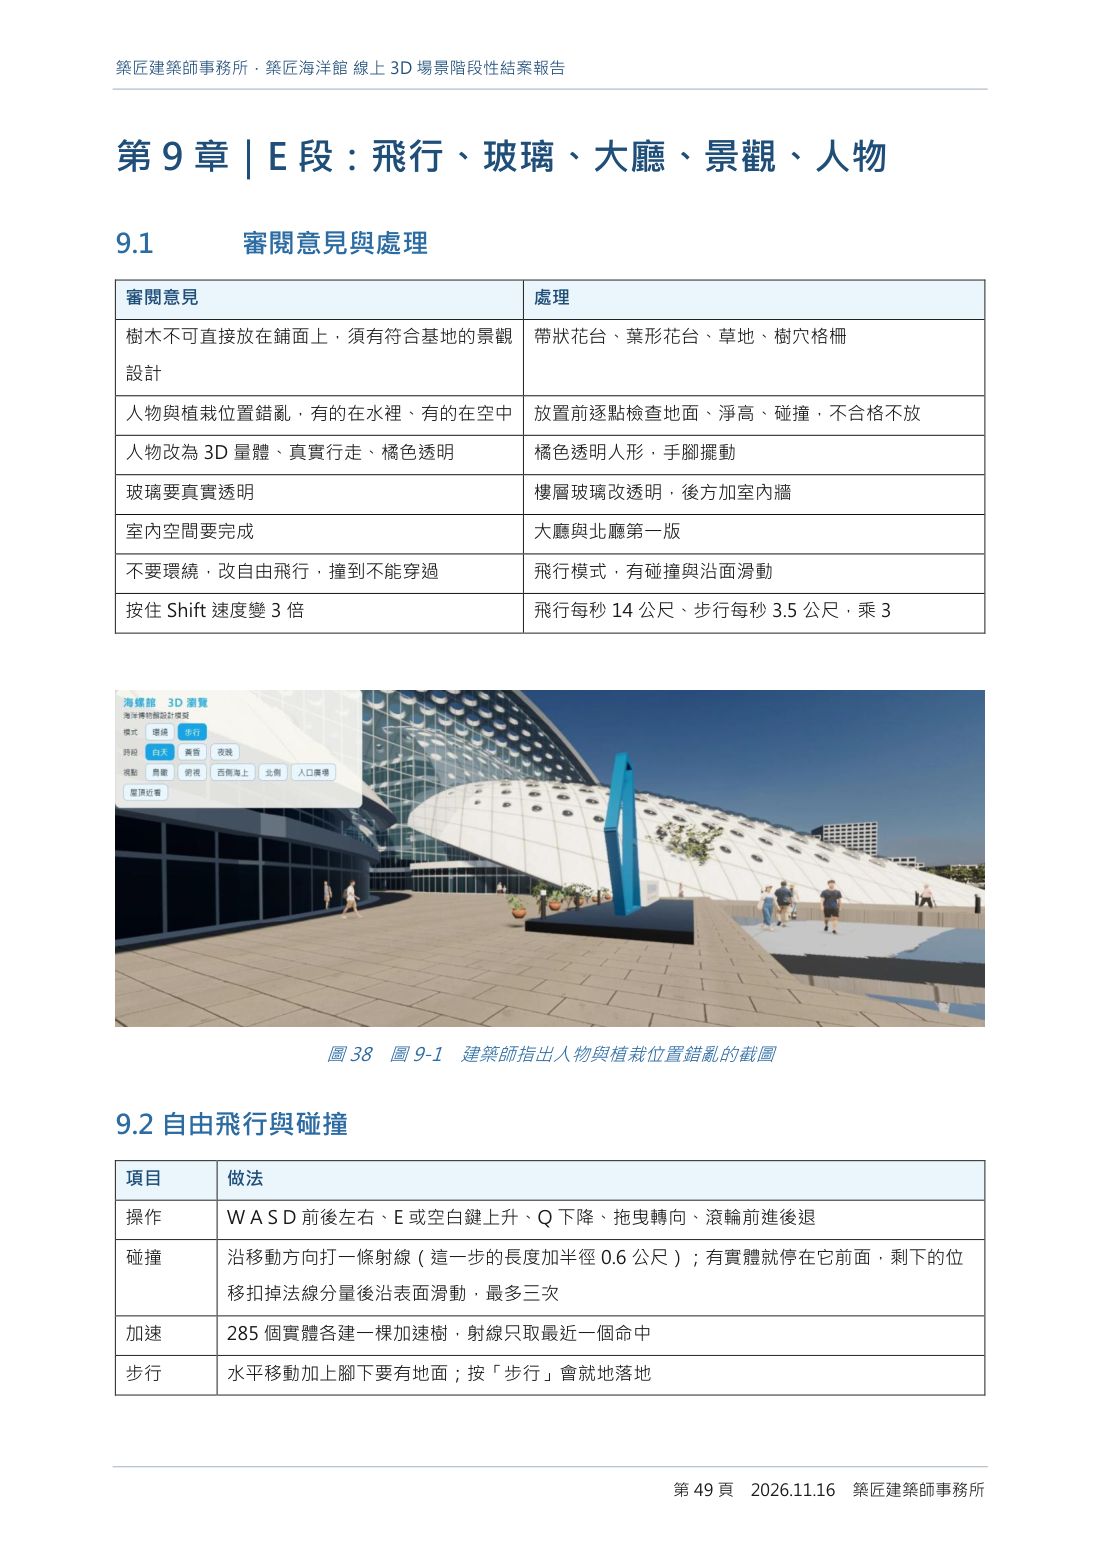 築匠建築師事務所，築匠海洋館 線上 3D 場景階段性結案報告
第 9 章｜E 段：飛行、玻璃、大廳、景觀、人物
9.1 審閱意見與處理
審閱意見 處理
樹木不可直接放在鋪面上，須有符合基地的景觀 帶狀花台、葉形花台、草地、樹穴格柵
設計
人物與植栽位置錯亂，有的在水裡、有的在空中 放置前逐點檢查地面、淨高、碰撞，不合格不放
人物改為 3D 量體、真實行走、橘色透明 橘色透明人形，手腳擺動
玻璃要真實透明 樓層玻璃改透明，後方加室內牆
室內空間要完成 大廳與北廳第一版
不要環繞，改自由飛行，撞到不能穿過 飛行模式，有碰撞與沿面滑動
按住 Shift 速度變 3 倍 飛行每秒 14 公尺、步行每秒 3.5 公尺，乘 3
海螺館 3D 瀏覽
海洋博物館設計模擬
模式 環繞 步行
時段 白天 黃昏 夜晚
視點 鳥瞰 俯視 西側海上 北側 入口廣場
屋頂近看
圖 38 圖 9-1 建築師指出人物與植栽位置錯亂的截圖
9.2 自由飛行與碰撞
項目 做法
操作 W A S D 前後左右、E 或空白鍵上升、Q 下降、拖曳轉向、滾輪前進後退
碰撞 沿移動方向打一條射線（這一步的長度加半徑 0.6 公尺）；有實體就停在它前面，剩下的位
移扣掉法線分量後沿表面滑動，最多三次
加速 285 個實體各建一棵加速樹，射線只取最近一個命中
步行 水平移動加上腳下要有地面；按「步行」會就地落地
第 49 頁 2026.11.16 築匠建築師事務所